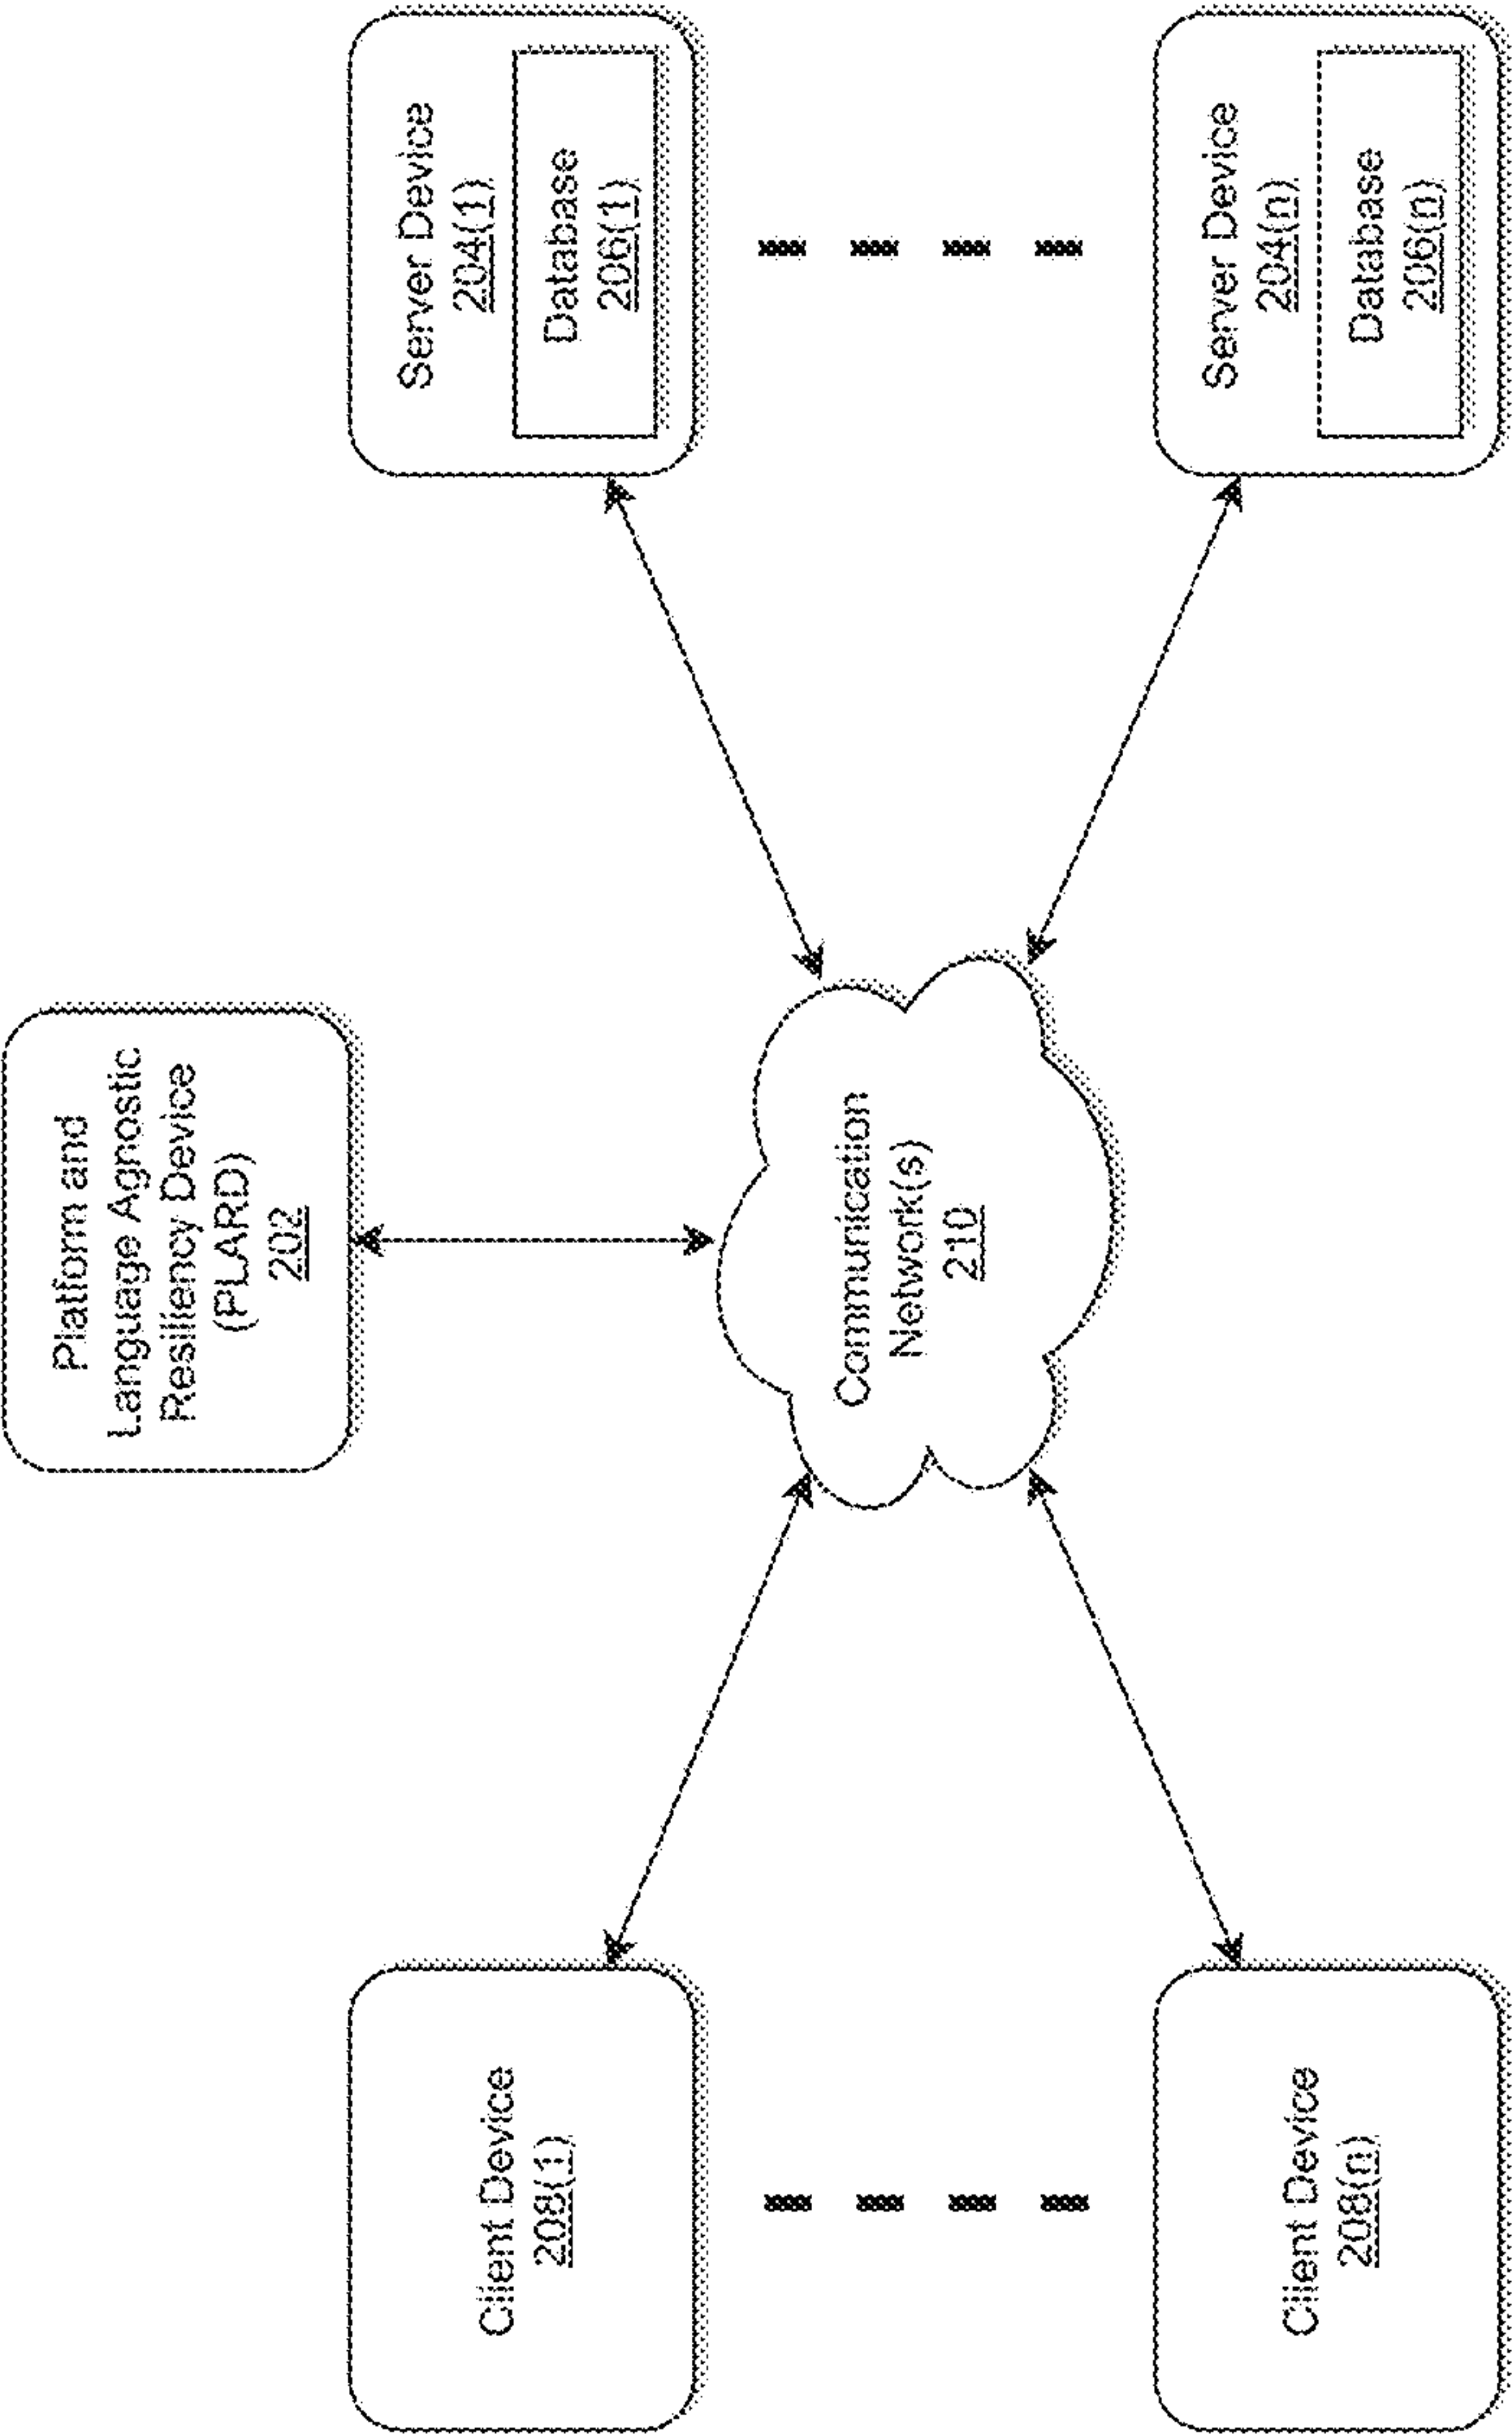 Platform and
Language Agnostic
Resiliency Device
(PLARD)
202
Client Device
208(1)
Communication
Network(s)
210
Server Device
204(1)
Database
206(1)
Client Device
208(n)
Server Device
204(n)
Database
206(n)